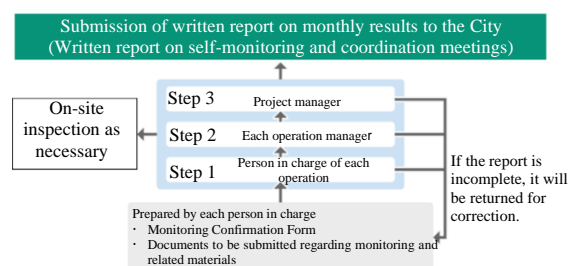 Submission of written report on monthly results to the City
(Written report on self-monitoring and coordination meetings)
Step 3 Project manager
On-site
inspection as
necessary
Step 2 Each operation manager
Step 1 Person in charge of each
operation
If the report is
incomplete, it will
be returned for
correction.
Prepared by each person in charge
・ Monitoring Confirmation Form
・ Documents to be submitted regarding monitoring and
related materials